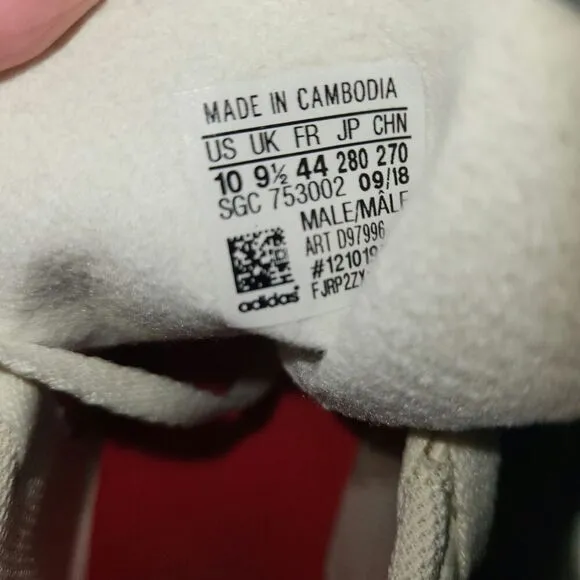 MADE IN CAMBODIA
US UK FR JP CHN
10 9½ 44 280 270
SGC 753002 09/18
MALE/MÂLE
ART D97996
adidas